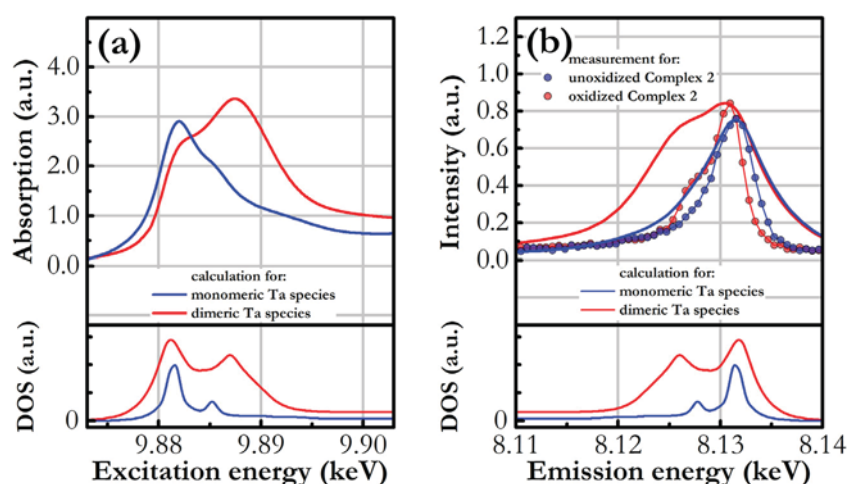 (a)
4.0
3.0
2.0
1.0
0.0
Absorption (a.u.)
calculation for:
monomeric Ta species
dimeric Ta species
DOS (a.u.)
0
9.88 9.89 9.90
Excitation energy (keV)
(b)
1.2
1.0
0.8
0.6
0.4
0.2
0.0
Intensity (a.u.)
measurement for:
unoxidized Complex 2
oxidized Complex 2
calculation for:
monomeric Ta species
dimeric Ta species
DOS (a.u.)
0
8.11 8.12 8.13 8.14
Emission energy (keV)